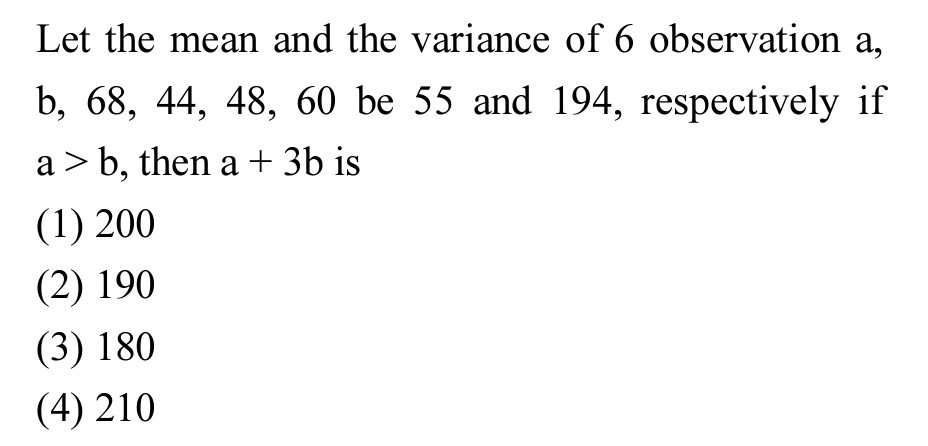 Let the mean and the variance of 6 observation a,
b, 68, 44, 48, 60 be 55 and 194, respectively if
a > b, then a + 3b is
(1) 200
(2) 190
(3) 180
(4) 210